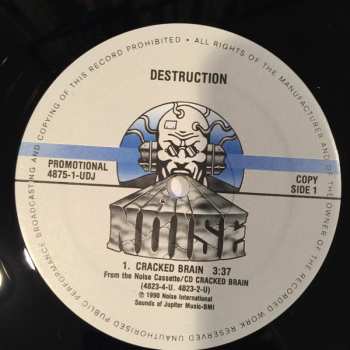 DESTRUCTION
PROMOTIONAL COPY
4875-1-UDJ SIDE 1
NOISE
1. CRACKED BRAIN 3:37
From the Noise Cassette/CD CRACKED BRAIN
(4823-4-U. 4823-2-U)
℗ 1990 Noise International
Sounds of Jupiter Music-BMI
• ALL RIGHTS OF THE MANUFACTURER AND OF THE OWNER OF THE RECORDED WORK RESERVED UNAUTHORISED PUBLIC PERFORMANCE BROADCASTING AND COPYING OF THIS RECORD PROHIBITED